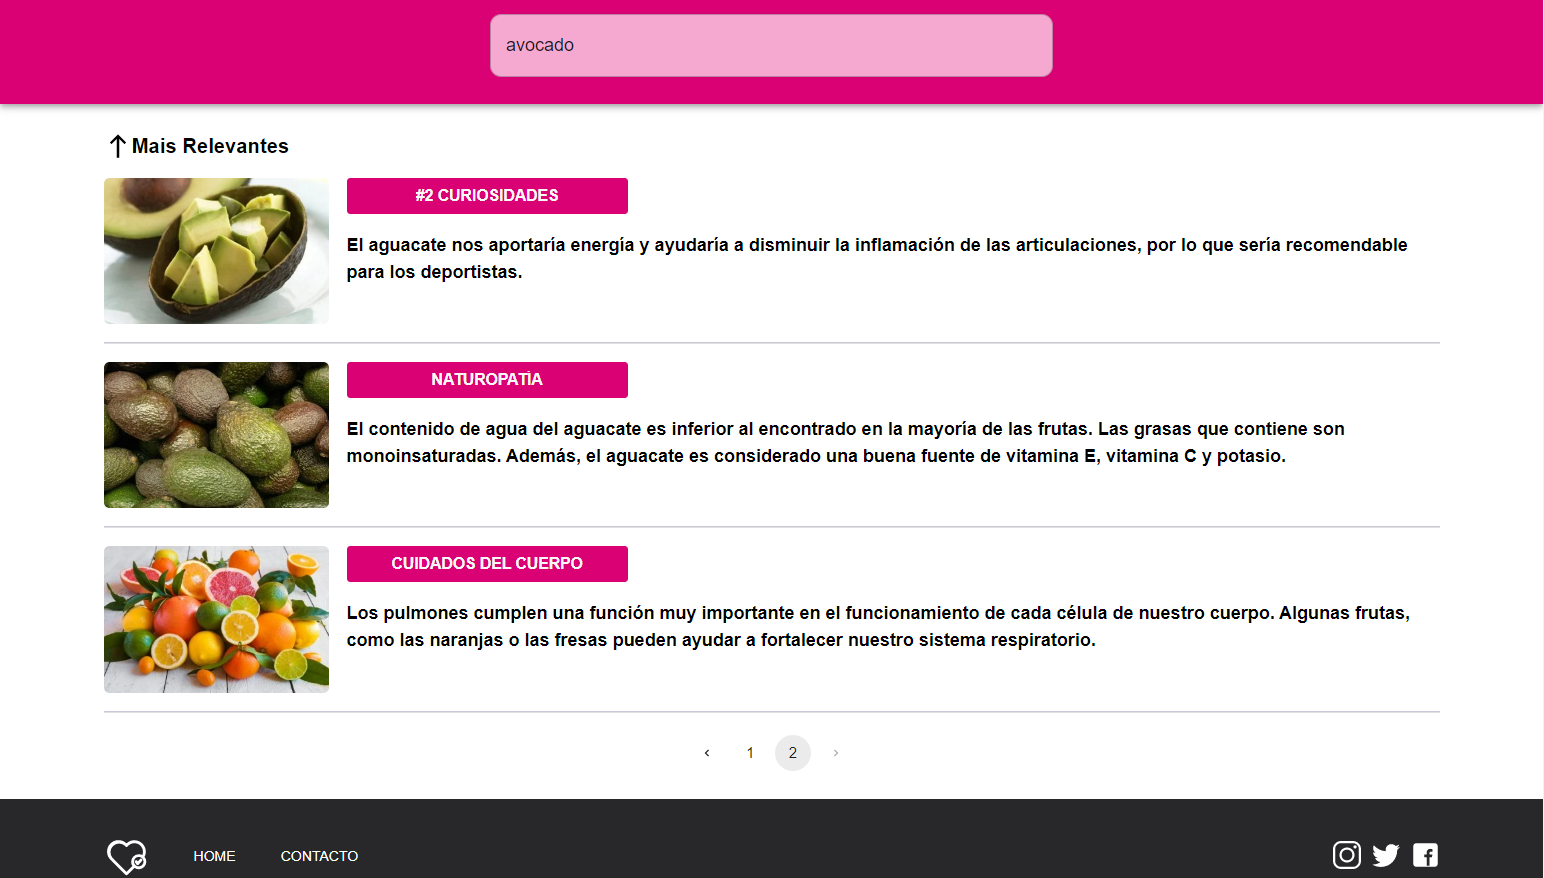 avocado
Mais Relevantes
#2 CURIOSIDADES
El aguacate nos aportaría energía y ayudaría a disminuir la inflamación de las articulaciones, por lo que sería recomendable
para los deportistas.
NATUROPATÍA
El contenido de agua del aguacate es inferior al encontrado en la mayoría de las frutas. Las grasas que contiene son
monoinsaturadas. Además, el aguacate es considerado una buena fuente de vitamina E, vitamina C y potasio.
CUIDADOS DEL CUERPO
Los pulmones cumplen una función muy importante en el funcionamiento de cada célula de nuestro cuerpo. Algunas frutas,
como las naranjas o las fresas pueden ayudar a fortalecer nuestro sistema respiratorio.
‹ 1 2 ›
HOME CONTACTO